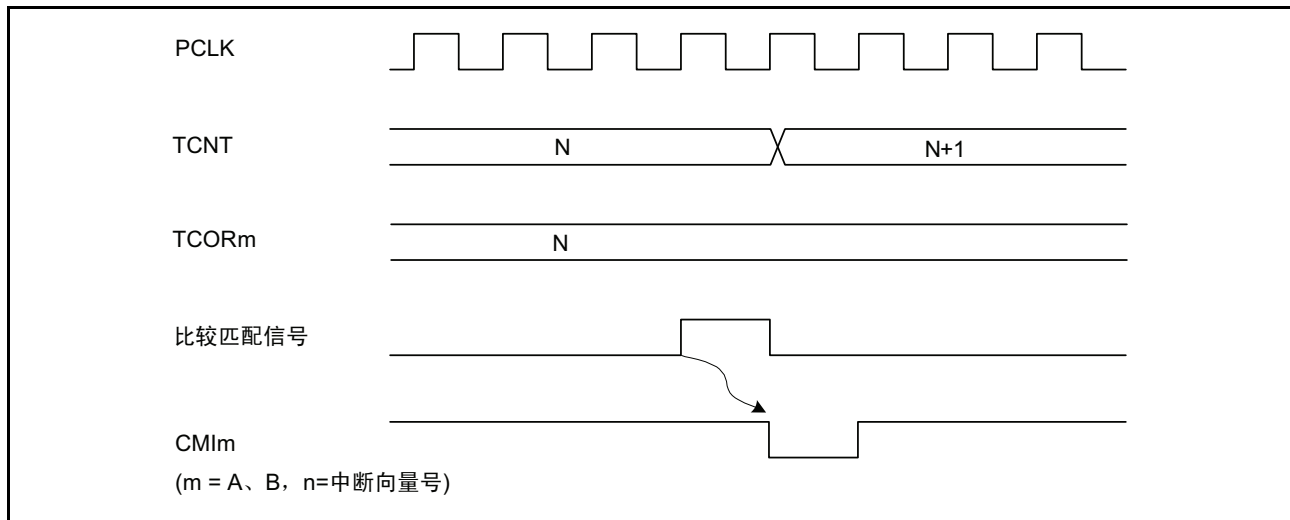 PCLK
TCNT
N
N+1
TCORm
N
比较匹配信号
CMIm
(m = A、B，n=中断向量号)